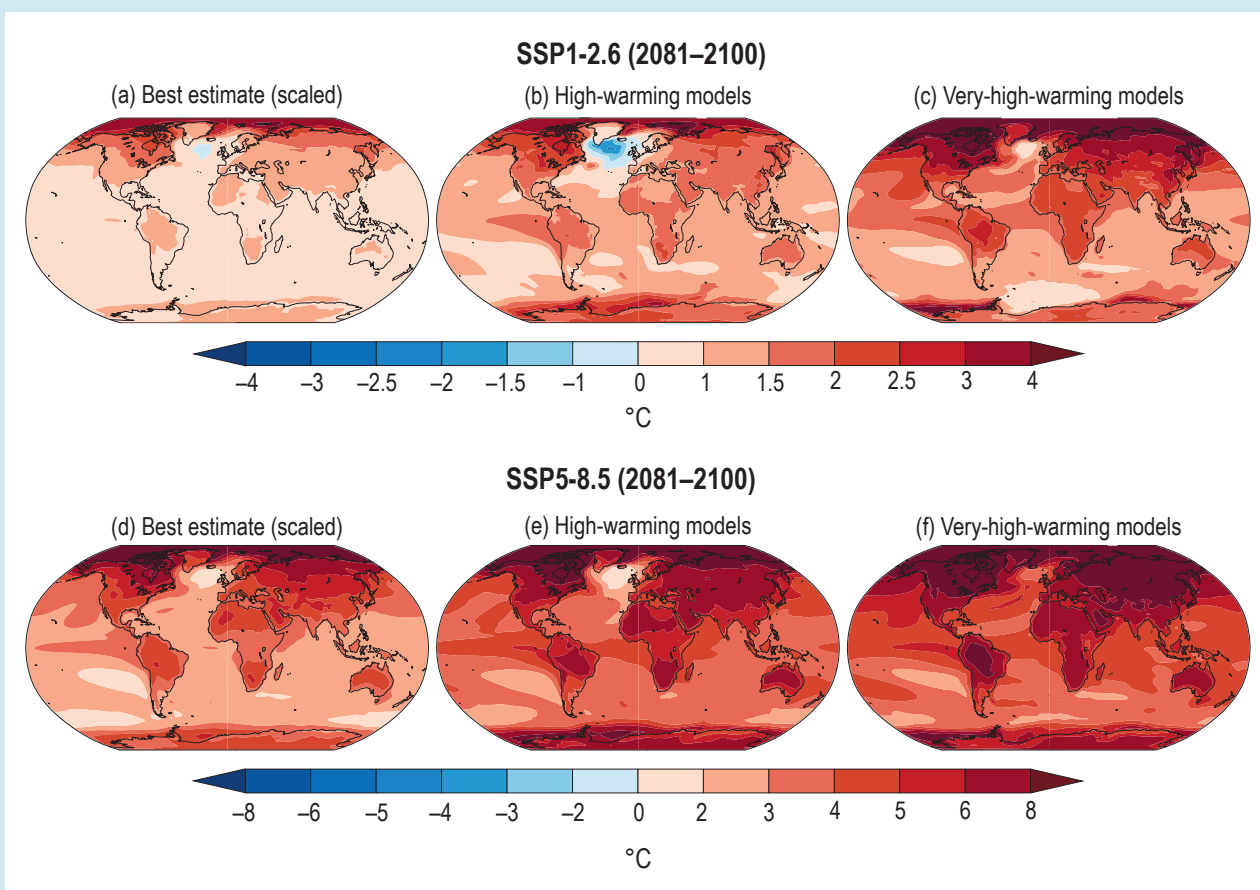 SSP1-2.6 (2081–2100)
(a) Best estimate (scaled) (b) High-warming models (c) Very-high-warming models
–4 –3 –2.5 –2 –1.5 –1 0 1 1.5 2 2.5 3 4
°C
SSP5-8.5 (2081–2100)
(d) Best estimate (scaled) (e) High-warming models (f) Very-high-warming models
–8 –6 –5 –4 –3 –2 0 2 3 4 5 6 8
°C